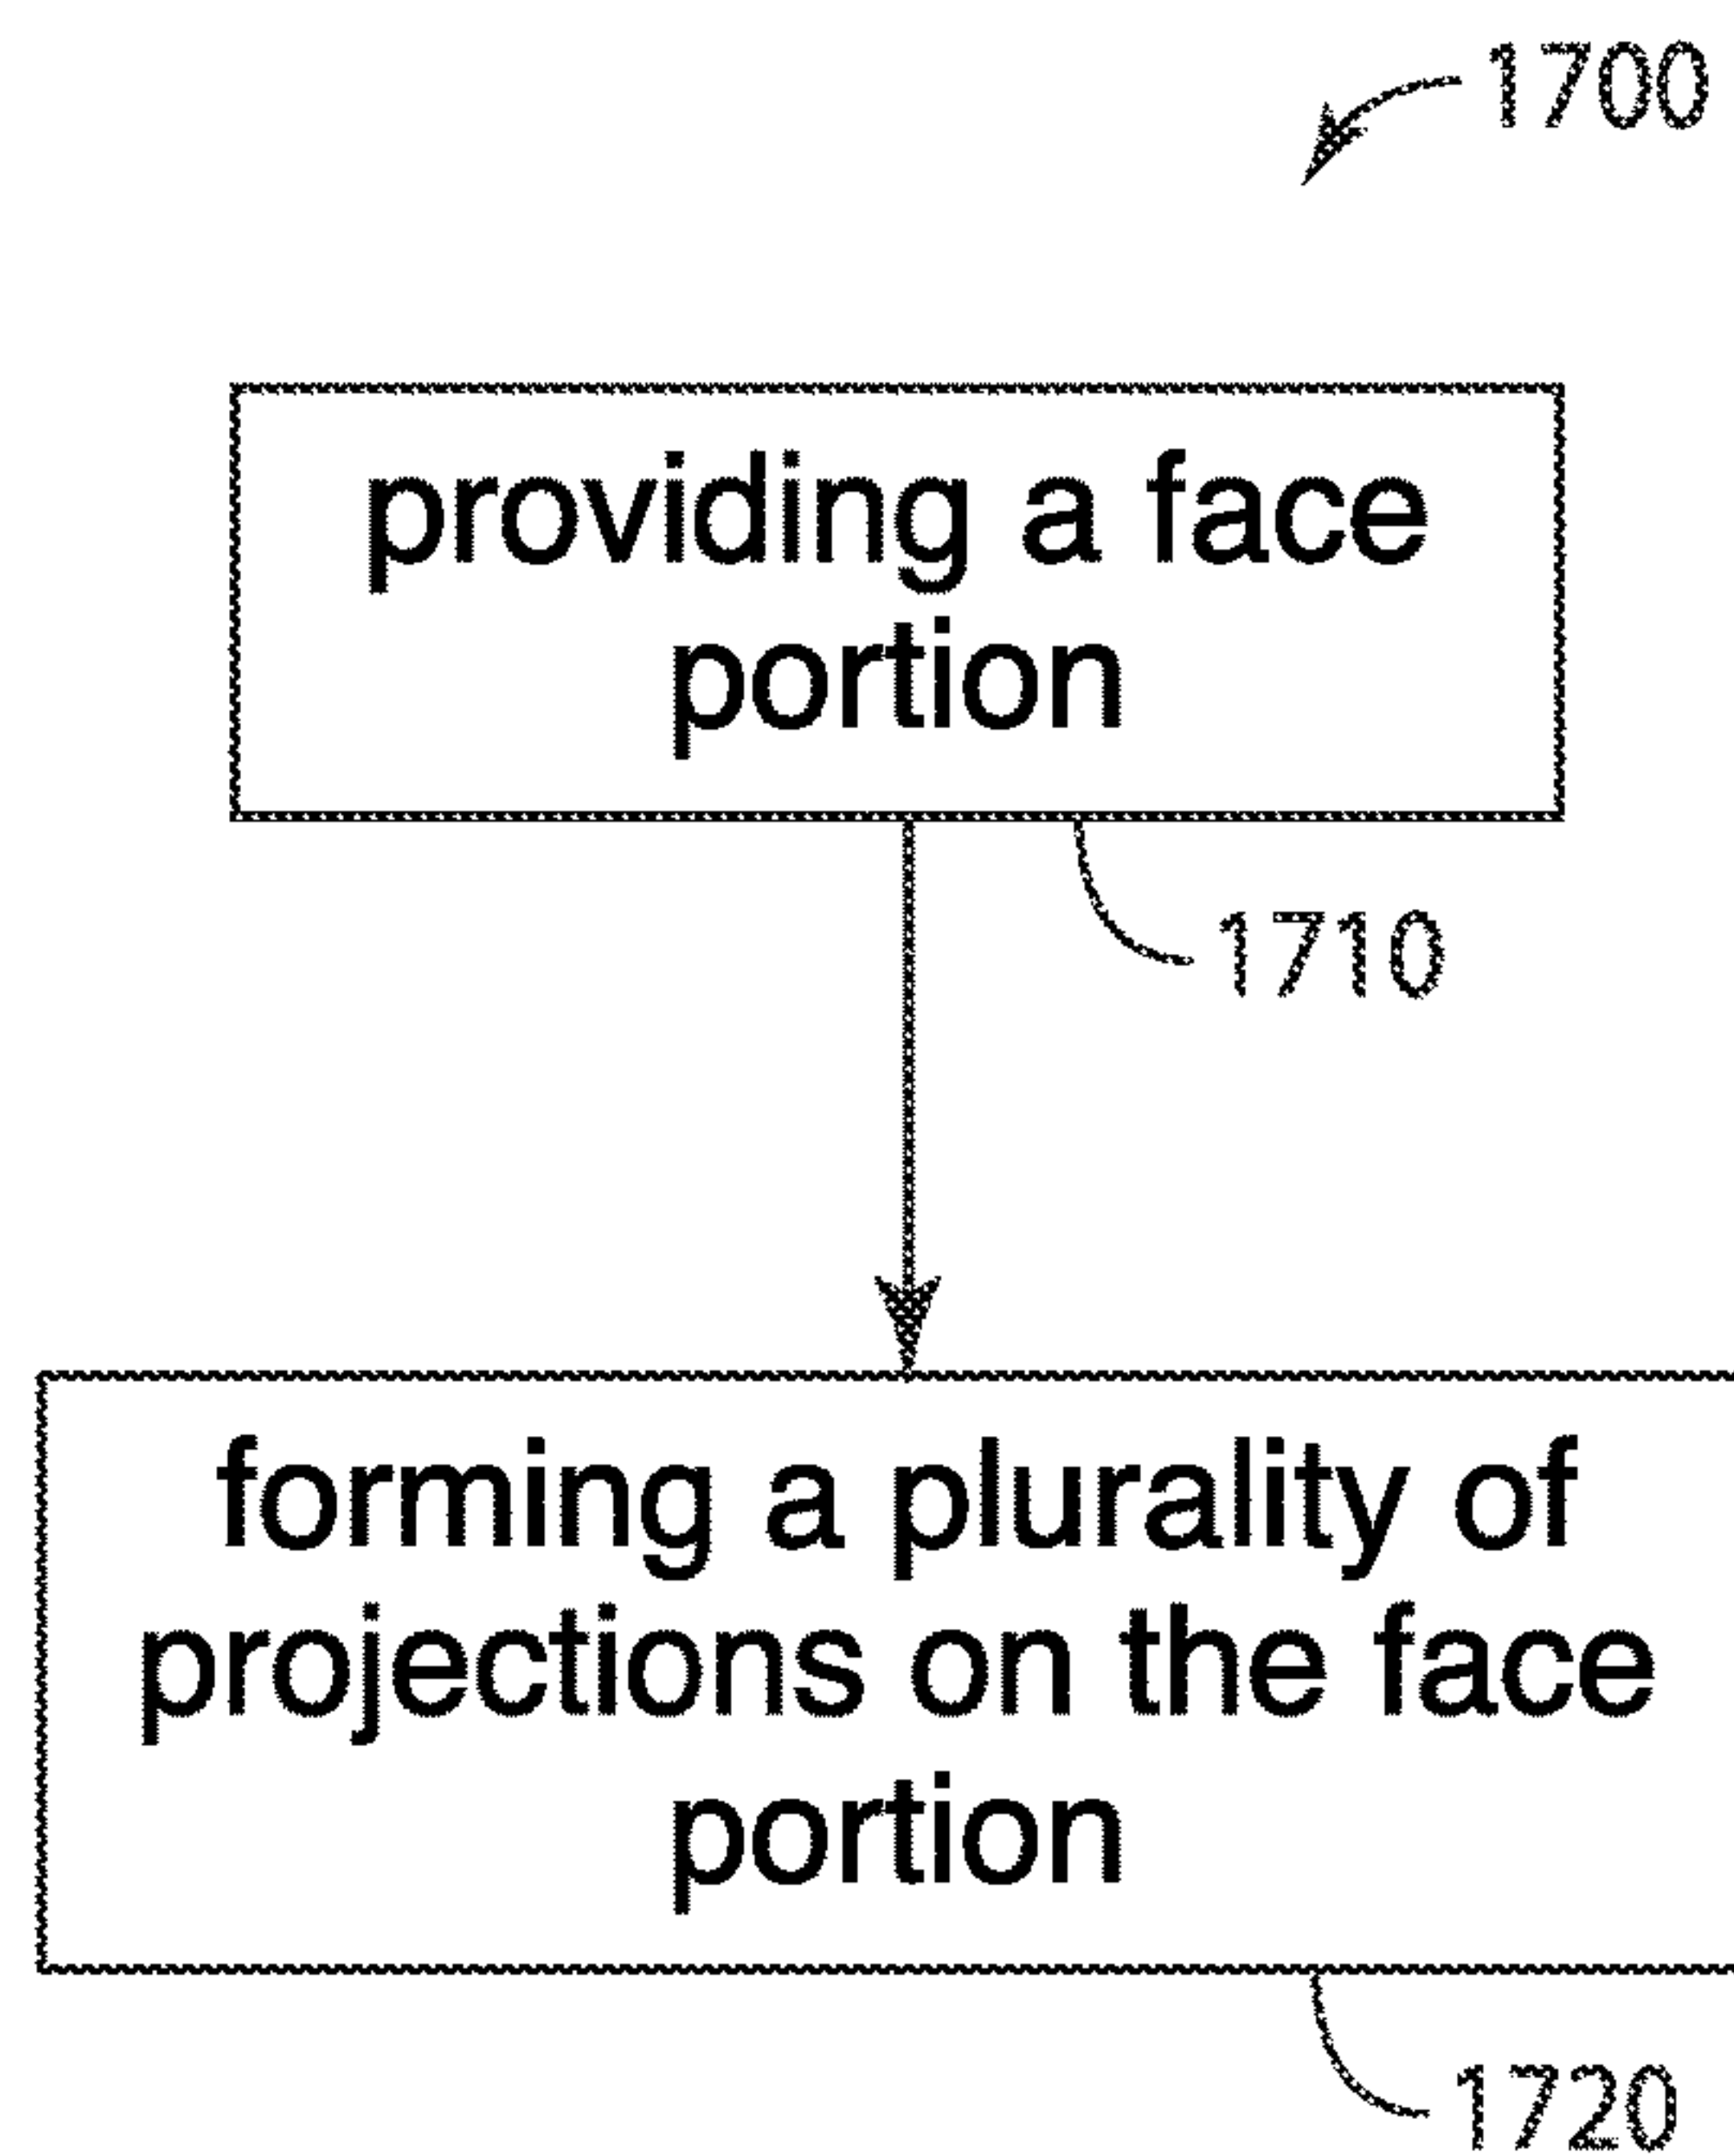 1700
providing a face
portion
1710
forming a plurality of
projections on the face
portion
1720